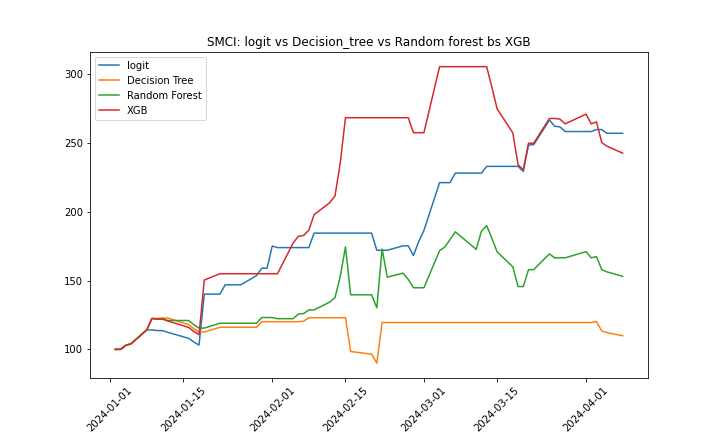 SMCI: logit vs Decision_tree vs Random forest bs XGB
logit
Decision Tree
Random Forest
XGB
300
250
200
150
100
2024-01-01
2024-01-15
2024-02-01
2024-02-15
2024-03-01
2024-03-15
2024-04-01